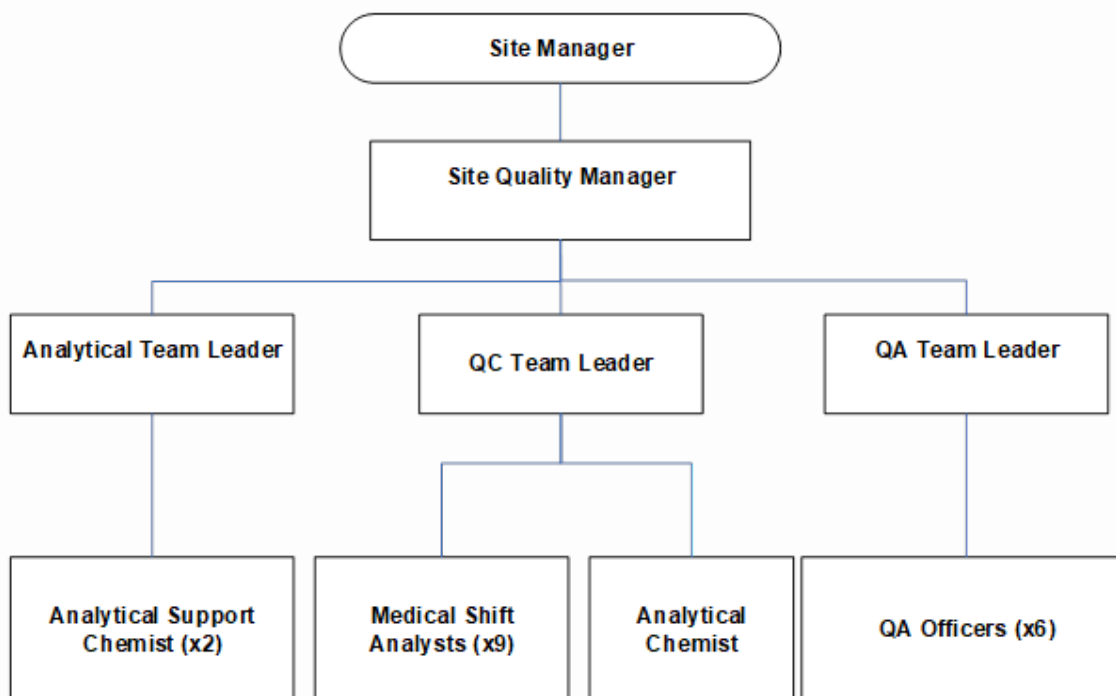 Site Manager
Site Quality Manager
Analytical Team Leader
QC Team Leader
QA Team Leader
Analytical Support
Chemist (x2)
Medical Shift
Analysts (x9)
Analytical
Chemist
QA Officers (x6)